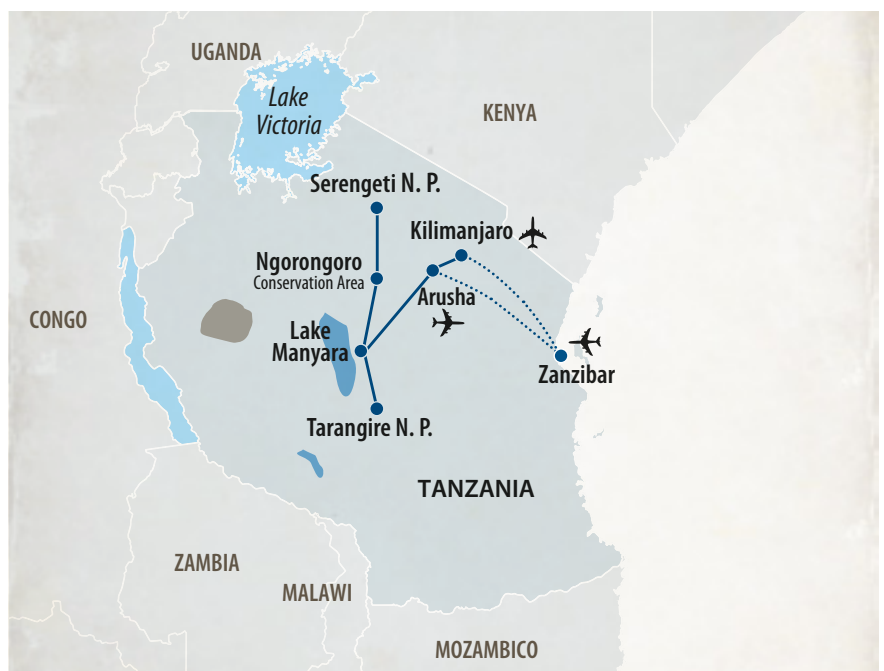 UGANDA
Lake
Victoria
KENYA
Serengeti N. P.
Kilimanjaro
Ngorongoro
Conservation Area
Arusha
CONGO
Lake
Manyara
Zanzibar
Tarangire N. P.
TANZANIA
ZAMBIA
MALAWI
MOZAMBICO